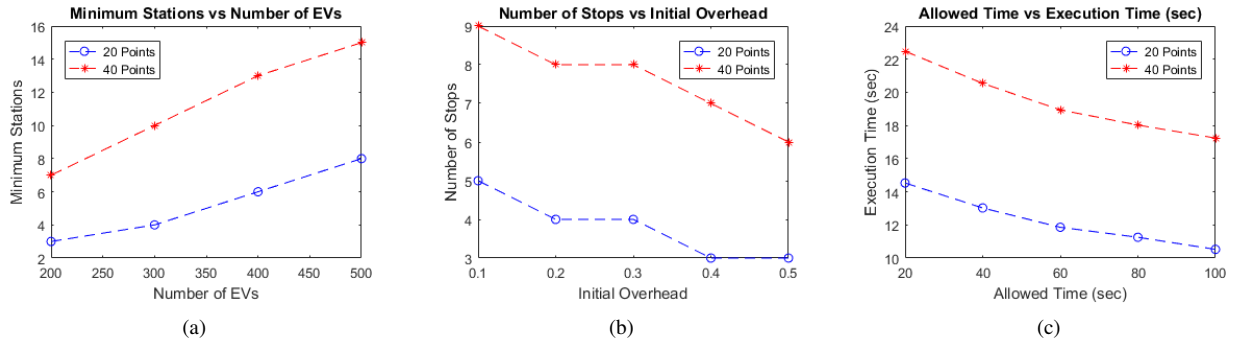 Minimum Stations vs Number of EVs
16
14
12
10
8
6
4
2
Minimum Stations
20 Points
40 Points
200
250
300
350
400
450
500
Number of EVs
(a)
Number of Stops vs Initial Overhead
9
8
7
6
5
4
3
Number of Stops
20 Points
40 Points
0.1
0.2
0.3
0.4
0.5
Initial Overhead
(b)
Allowed Time vs Execution Time (sec)
24
22
20
18
16
14
12
10
Execution Time (sec)
20 Points
40 Points
20
40
60
80
100
Allowed Time (sec)
(c)